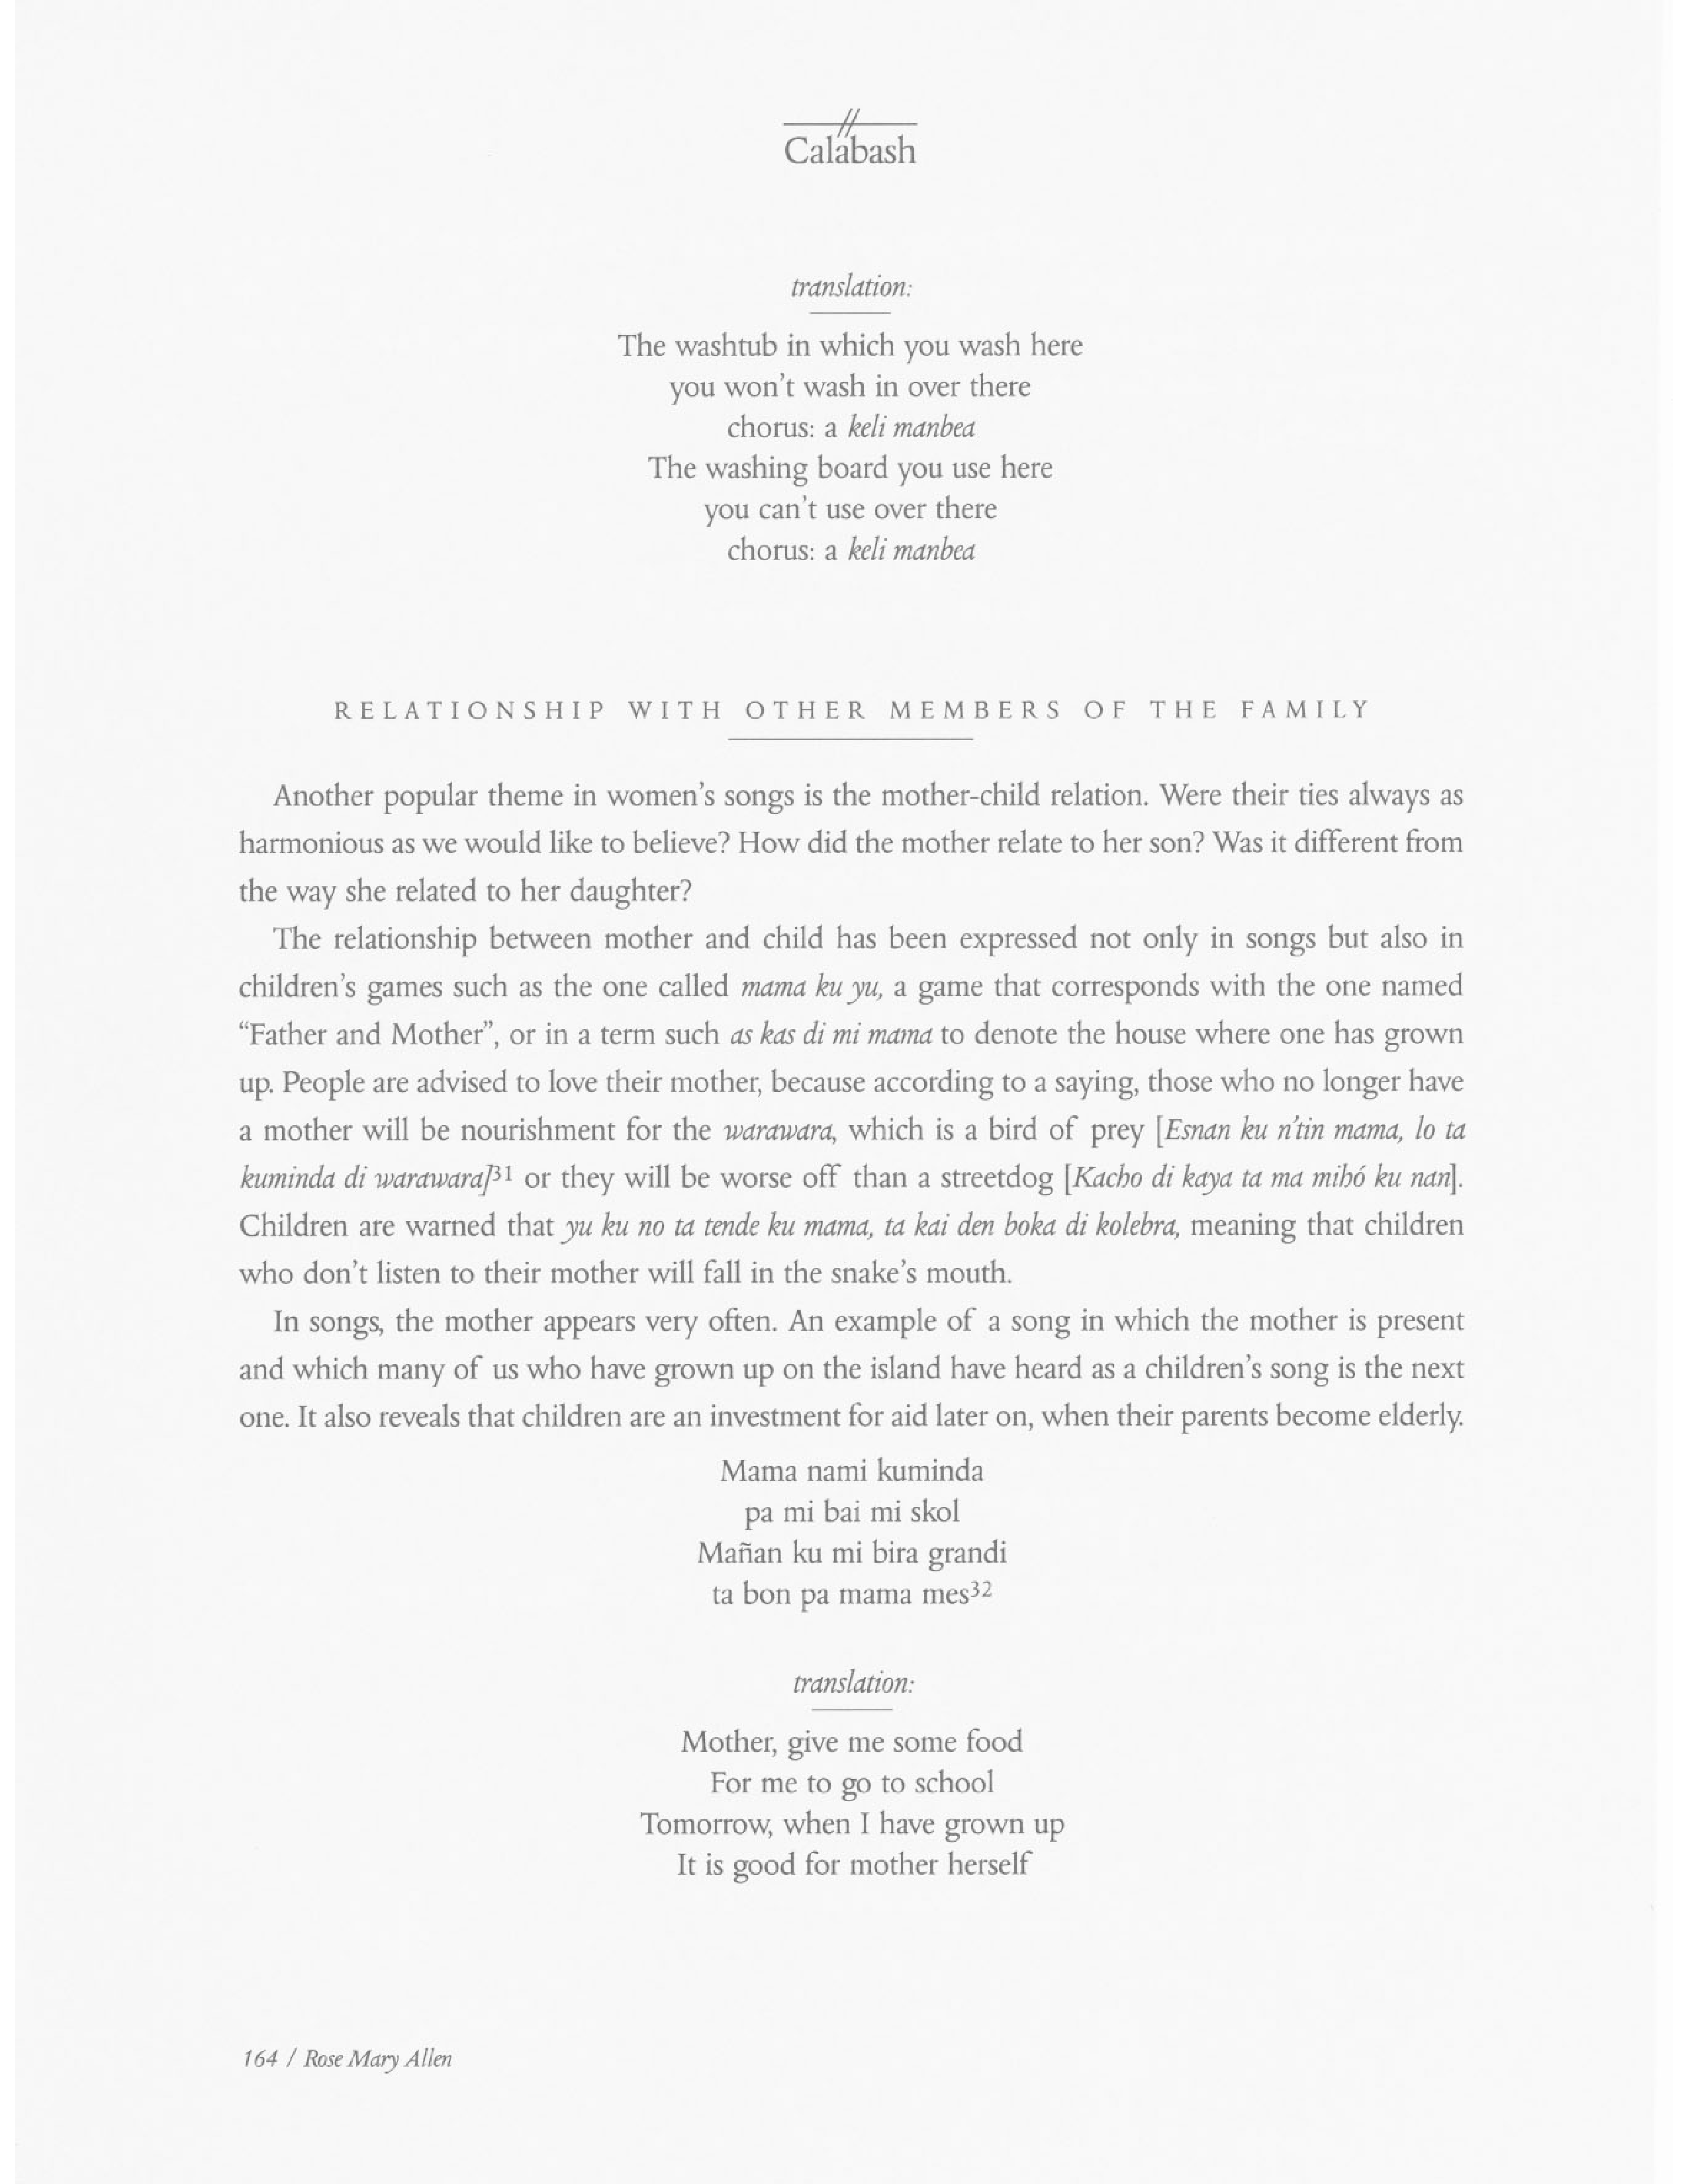 Calabash
translation:
The washtub in which you wash here
you won't wash in over there
chorus: a keli manbea
The washing board you use here
you can't use over there
chorus: a keli manbea
RELATIONSHIP WITH OTHER MEMBERS OF THE FAMILY
Another popular theme in women's songs is the mother-child relation. Were their ties always as
harmonious as we would like to believe? How did the mother relate to her son? Was it different from
the way she related to her daughter?
The relationship between mother and child has been expressed not only in songs but also in
children's games such as the one called mama ku yu, a game that corresponds with the one named
“Father and Mother”, or in a term such as kas di mi mama to denote the house where one has grown
up. People are advised to love their mother, because according to a saying, those who no longer have
a mother will be nourishment for the warawara, which is a bird of prey [Esnan ku n'tin mama, lo ta
kuminda di warawara]31 or they will be worse off than a streetdog [Kacho di kaya ta ma mihó ku nan].
Children are warned that yu ku no ta tende ku mama, ta kai den boka di kolebra, meaning that children
who don't listen to their mother will fall in the snake's mouth.
In songs, the mother appears very often. An example of a song in which the mother is present
and which many of us who have grown up on the island have heard as a children's song is the next
one. It also reveals that children are an investment for aid later on, when their parents become elderly.
Mama nami kuminda
pa mi bai mi skol
Mañan ku mi bira grandi
ta bon pa mama mes32
translation:
Mother, give me some food
For me to go to school
Tomorrow, when I have grown up
It is good for mother herself
164 / Rose Mary Allen